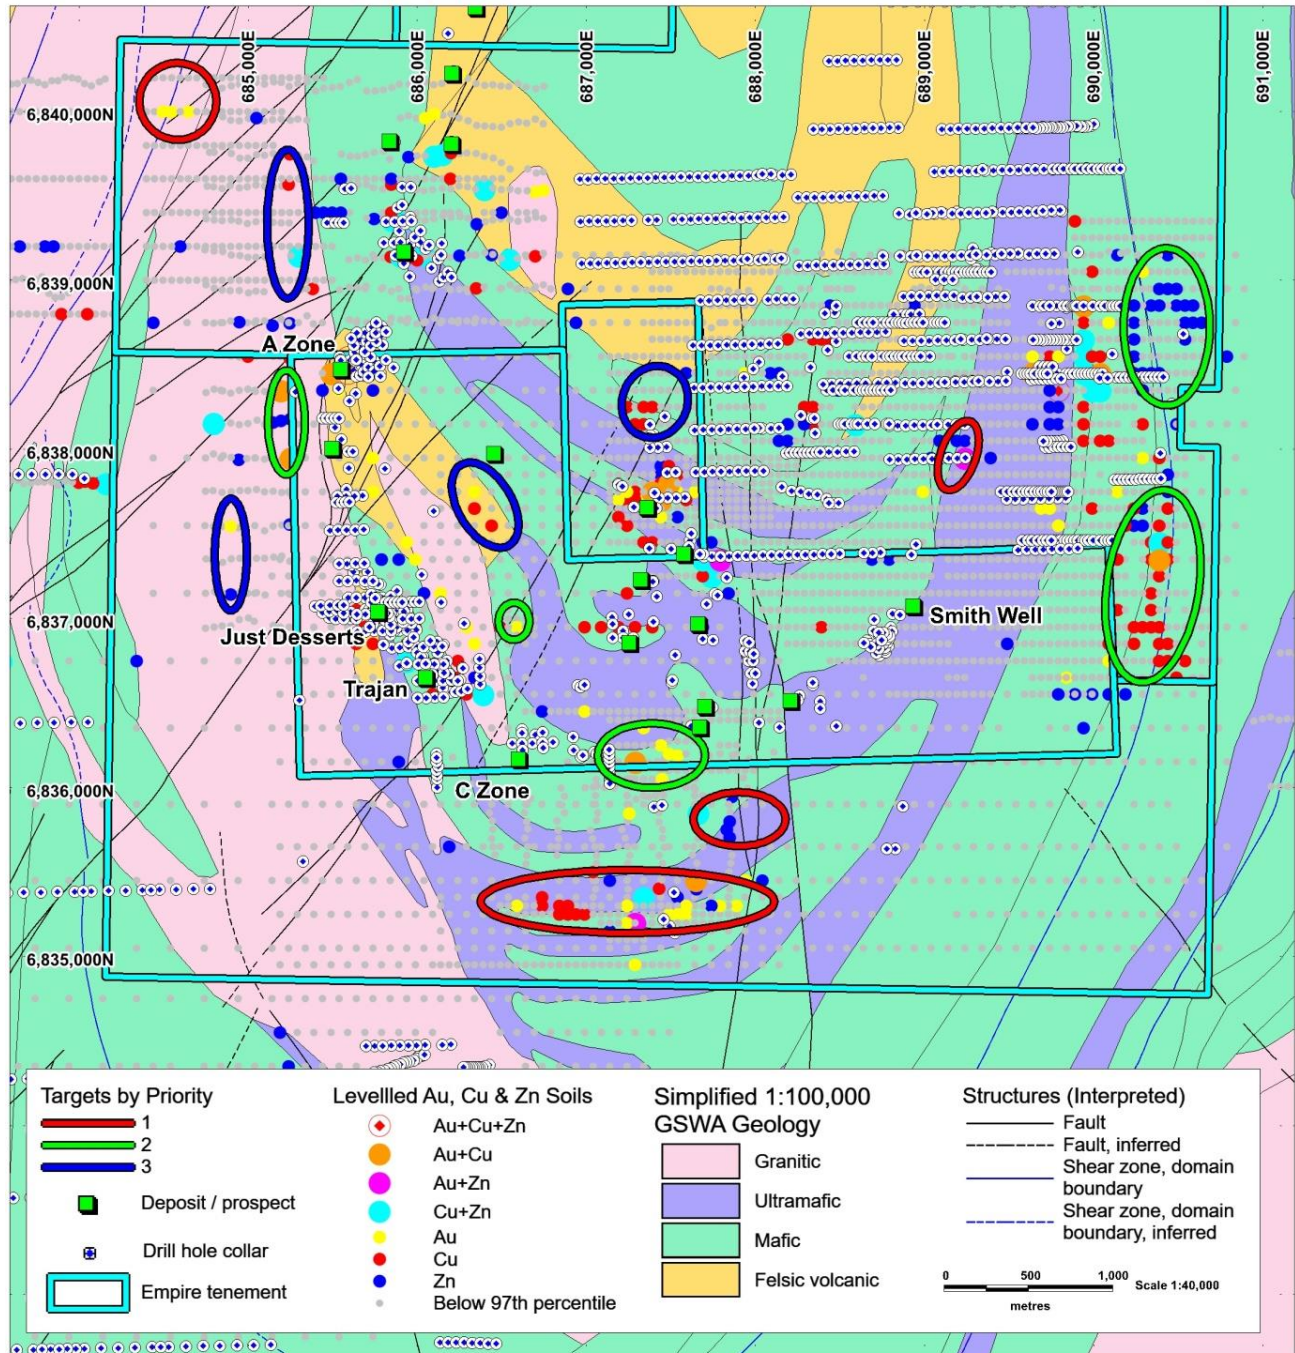 685,000E
686,000E
687,000E
688,000E
689,000E
690,000E
691,000E
6,840,000N
6,839,000N
A Zone
6,838,000N
6,837,000N
Just Desserts
Smith Well
Trajan
6,836,000N
C Zone
6,835,000N
Targets by Priority
1
2
3
Deposit / prospect
Drill hole collar
Empire tenement
Levellled Au, Cu & Zn Soils
Au+Cu+Zn
Au+Cu
Au+Zn
Cu+Zn
Au
Cu
Zn
Below 97th percentile
Simplified 1:100,000
GSWA Geology
Granitic
Ultramafic
Mafic
Felsic volcanic
Structures (Interpreted)
Fault
Fault, inferred
Shear zone, domain
boundary
Shear zone, domain
boundary, inferred
0 500 1,000
Scale 1:40,000
metres